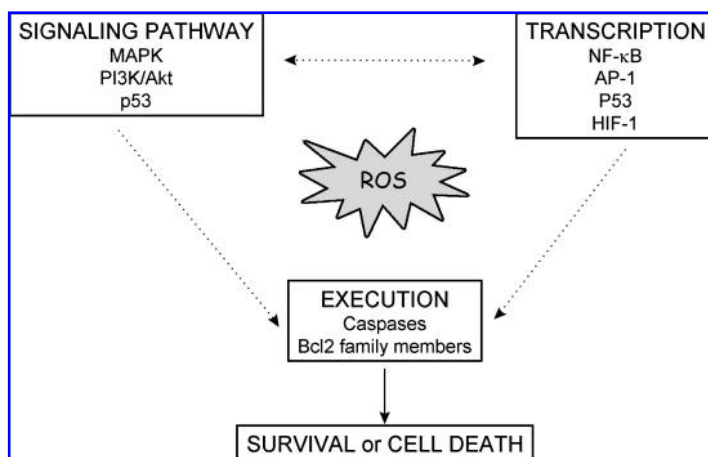 SIGNALING PATHWAY
MAPK
PI3K/Akt
p53
TRANSCRIPTION
NF-κB
AP-1
P53
HIF-1
ROS
EXECUTION
Caspases
Bcl2 family members
SURVIVAL or CELL DEATH